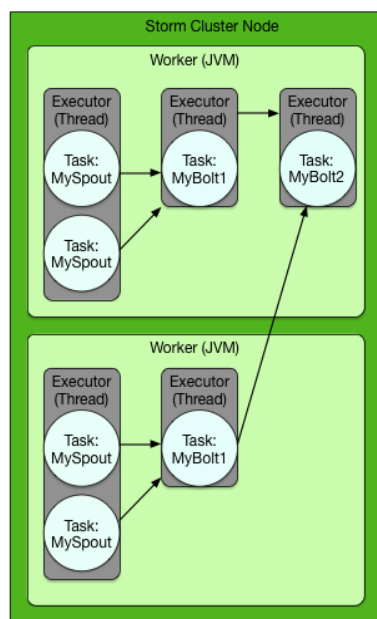 Storm Cluster Node
Worker (JVM)
Executor
(Thread)
Task:
MySpout
Task:
MySpout
Executor
(Thread)
Task:
MyBolt1
Executor
(Thread)
Task:
MyBolt2
Worker (JVM)
Executor
(Thread)
Task:
MySpout
Task:
MySpout
Executor
(Thread)
Task:
MyBolt1